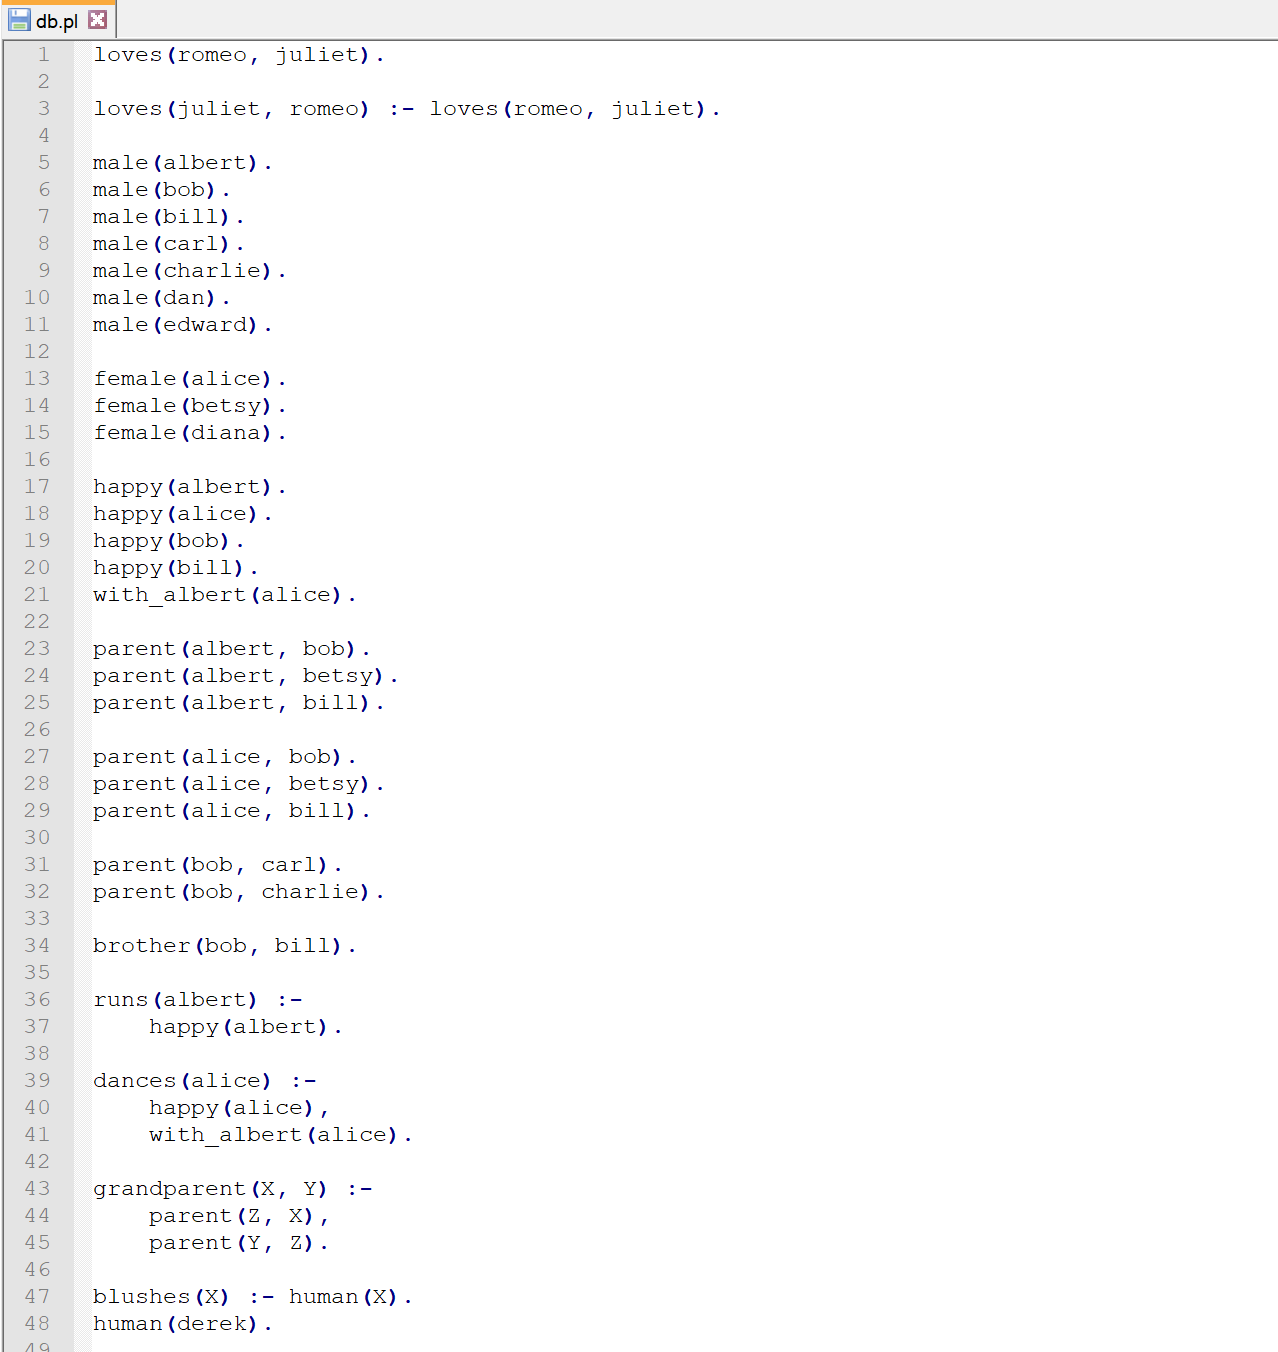 db.pl
1 loves(romeo, juliet).
2
3 loves(juliet, romeo) :- loves(romeo, juliet).
4
5 male(albert).
6 male(bob).
7 male(bill).
8 male(carl).
9 male(charlie).
10 male(dan).
11 male(edward).
12
13 female(alice).
14 female(betsy).
15 female(diana).
16
17 happy(albert).
18 happy(alice).
19 happy(bob).
20 happy(bill).
21 with_albert(alice).
22
23 parent(albert, bob).
24 parent(albert, betsy).
25 parent(albert, bill).
26
27 parent(alice, bob).
28 parent(alice, betsy).
29 parent(alice, bill).
30
31 parent(bob, carl).
32 parent(bob, charlie).
33
34 brother(bob, bill).
35
36 runs(albert) :-
37     happy(albert).
38
39 dances(alice) :-
40     happy(alice),
41     with_albert(alice).
42
43 grandparent(X, Y) :-
44     parent(Z, X),
45     parent(Y, Z).
46
47 blushes(X) :- human(X).
48 human(derek).
49